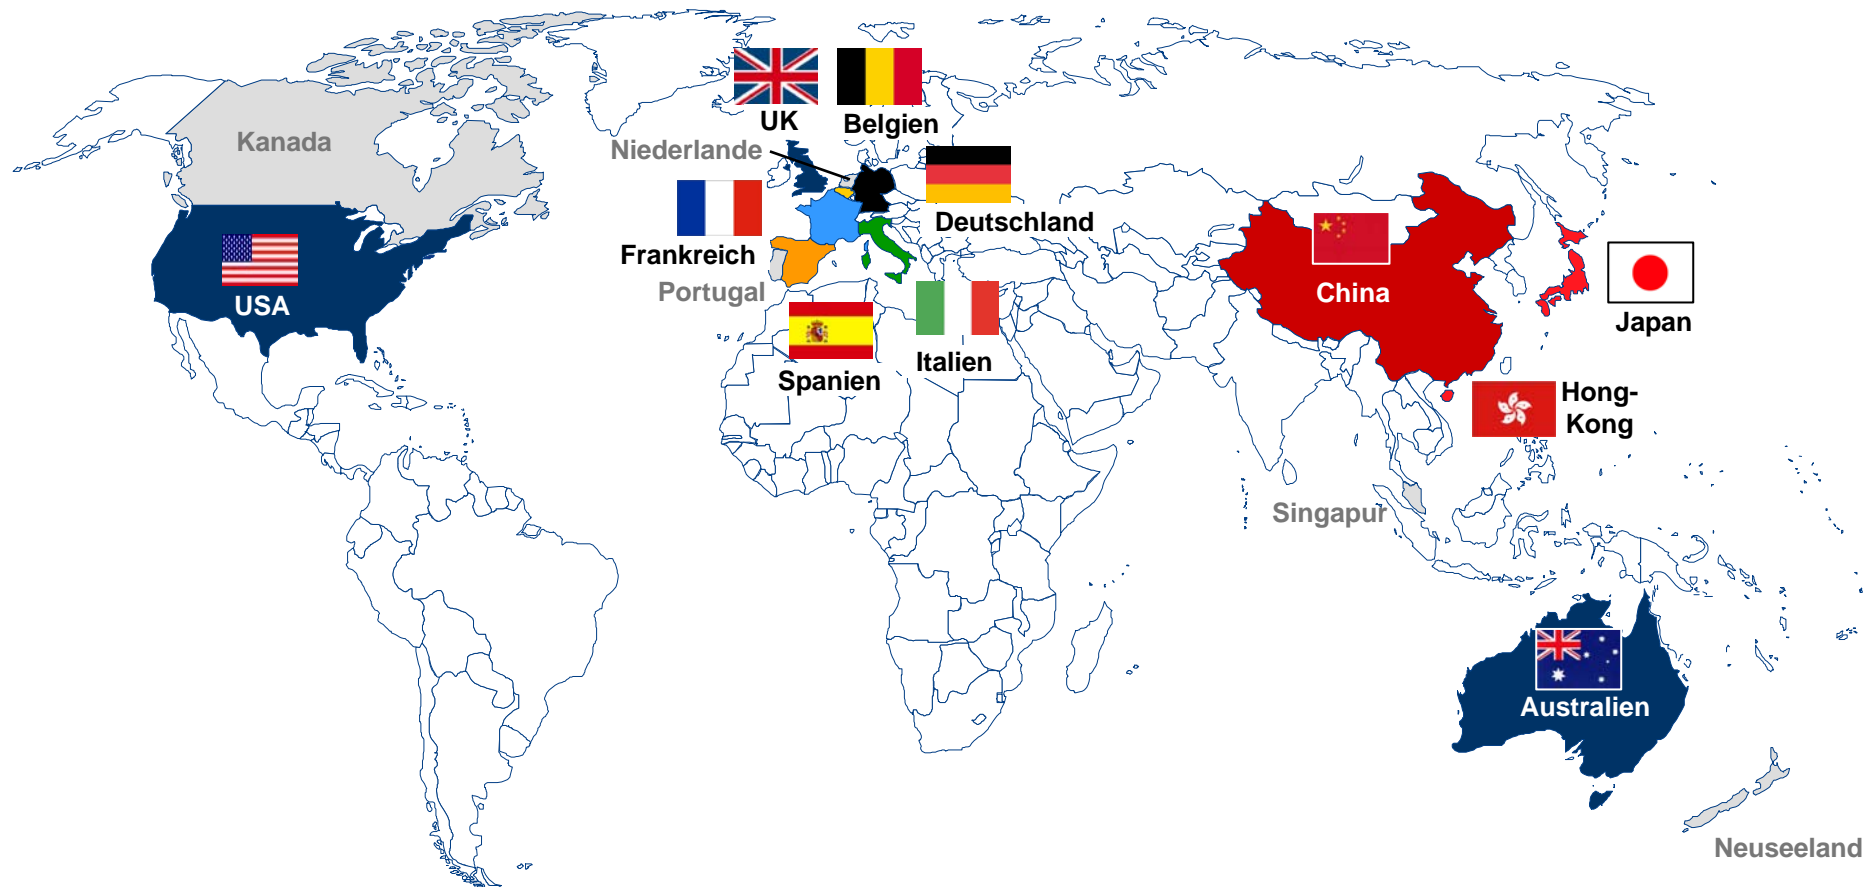 UK
Belgien
Kanada
Niederlande
Deutschland
Frankreich
Portugal
USA
China
Japan
Italien
Spanien
Hong-
Kong
Singapur
Australien
Neuseeland